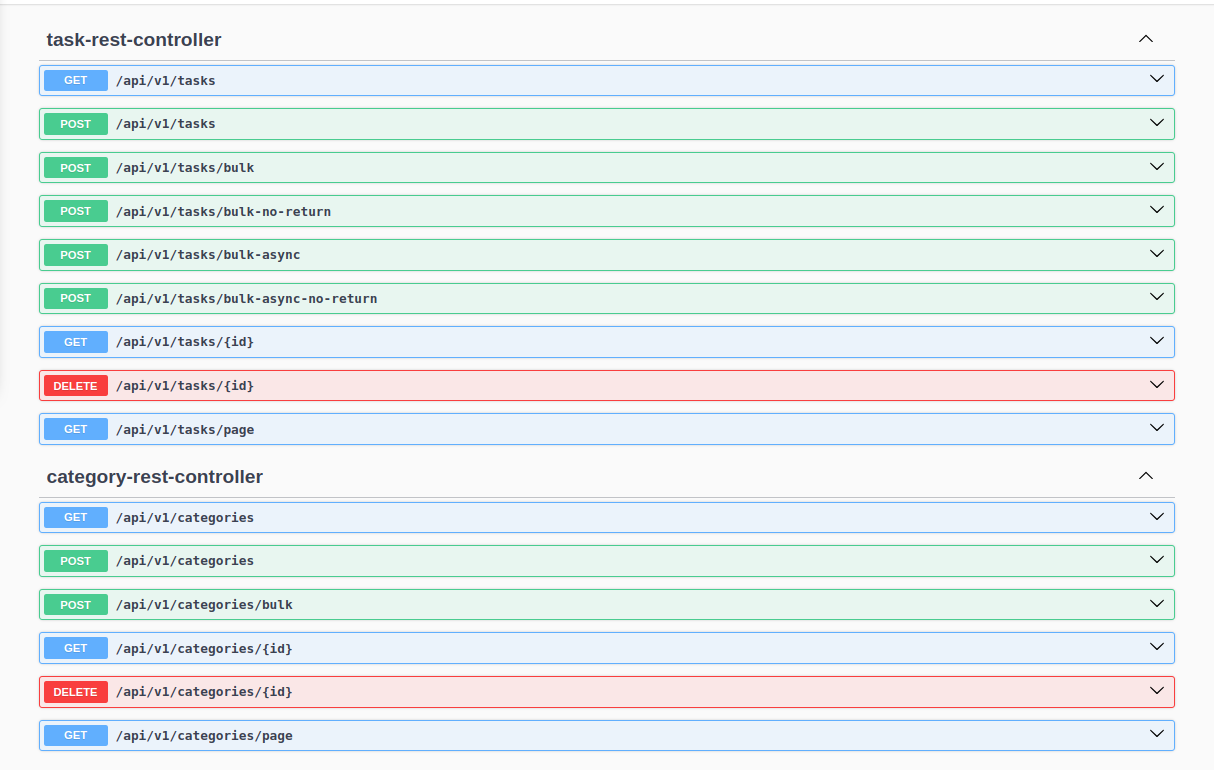 task-rest-controller
GET /api/v1/tasks
POST /api/v1/tasks
POST /api/v1/tasks/bulk
POST /api/v1/tasks/bulk-no-return
POST /api/v1/tasks/bulk-async
POST /api/v1/tasks/bulk-async-no-return
GET /api/v1/tasks/{id}
DELETE /api/v1/tasks/{id}
GET /api/v1/tasks/page
category-rest-controller
GET /api/v1/categories
POST /api/v1/categories
POST /api/v1/categories/bulk
GET /api/v1/categories/{id}
DELETE /api/v1/categories/{id}
GET /api/v1/categories/page